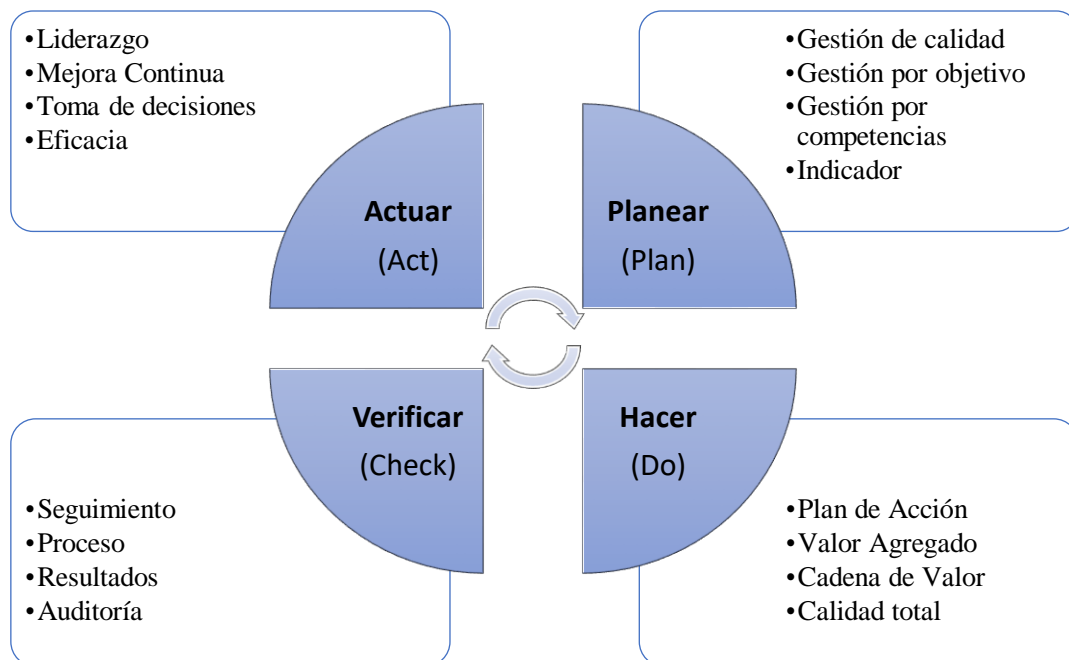 •Liderazgo
•Mejora Continua
•Toma de decisiones
•Eficacia
•Gestión de calidad
•Gestión por objetivo
•Gestión por
competencias
•Indicador
Actuar
(Act)
Planear
(Plan)
Verificar
(Check)
Hacer
(Do)
•Seguimiento
•Proceso
•Resultados
•Auditoría
•Plan de Acción
•Valor Agregado
•Cadena de Valor
•Calidad total